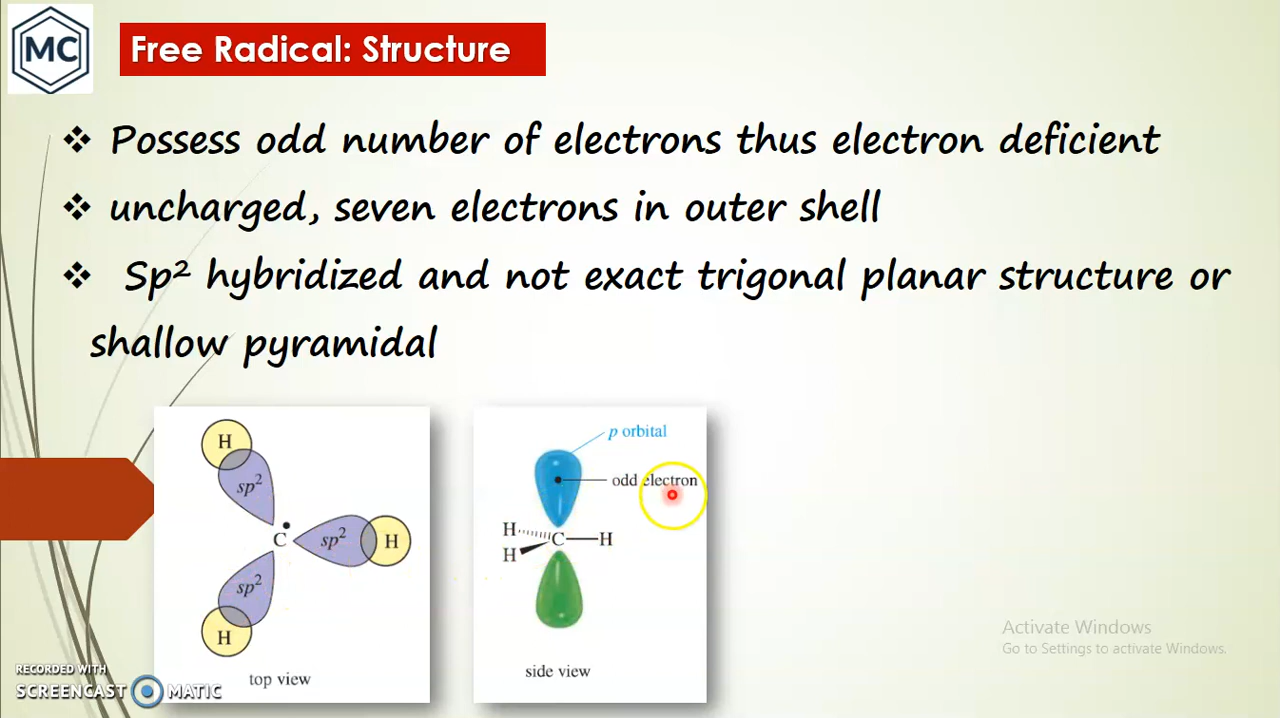 MC
Free Radical: Structure
❖ Possess odd number of electrons thus electron deficient
❖ uncharged, seven electrons in outer shell
❖ Sp² hybridized and not exact trigonal planar structure or
shallow pyramidal
H
sp²
C
sp²
H
sp²
H
top view
p orbital
odd electron
H
C
H
H
side view
Activate Windows
Go to Settings to activate Windows.
RECORDED WITH
SCREENCAST MATIC